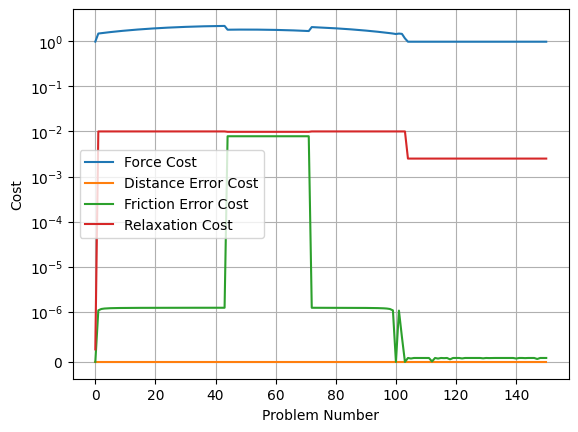 10⁰
10⁻¹
10⁻²
10⁻³
10⁻⁴
10⁻⁵
10⁻⁶
0
Cost
Force Cost
Distance Error Cost
Friction Error Cost
Relaxation Cost
0 20 40 60 80 100 120 140
Problem Number